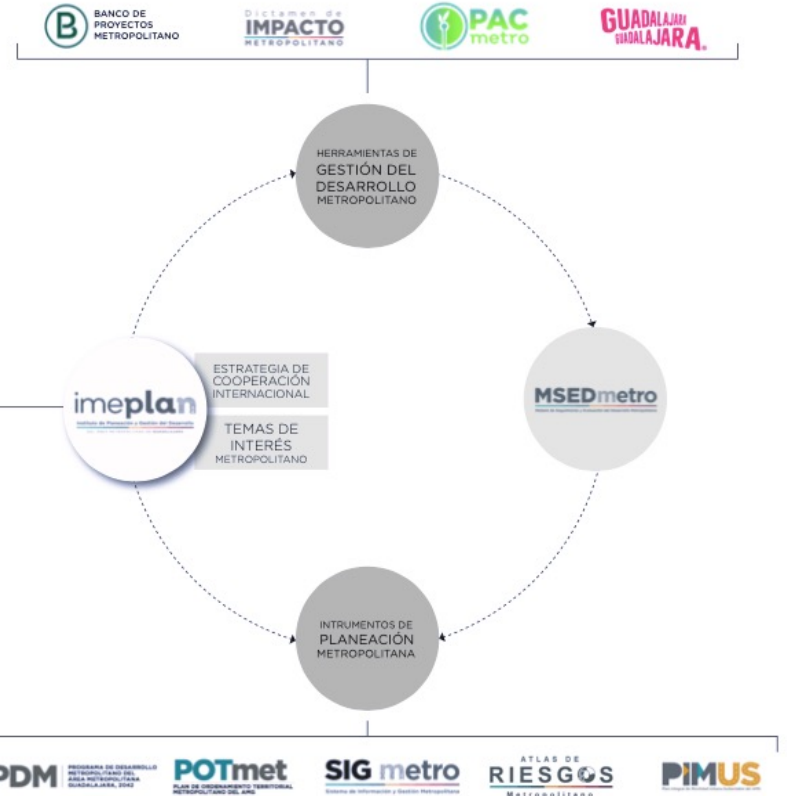 BANCO DE
PROYECTOS
METROPOLITANO
Dictamen de
IMPACTO
METROPOLITANO
PAC
metro
GUADALAJARA
GUADALAJARA.
HERRAMIENTAS DE
GESTIÓN DEL
DESARROLLO
METROPOLITANO
imeplan
Instituto de Planeación y Gestión del Desarrollo
ESTRATEGIA DE
COOPERACIÓN
INTERNACIONAL
TEMAS DE
INTERÉS
METROPOLITANO
MSEDmetro
INTRUMENTOS DE
PLANEACIÓN
METROPOLITANA
PDM
PROGRAMA DE DESARROLLO
METROPOLITANO DEL
ÁREA METROPOLITANA
GUADALAJARA, 2042
POTmet
PLAN DE ORDENAMIENTO TERRITORIAL
METROPOLITANO DEL AMG
SIG metro
Sistema de Información y Gestión Metropolitana
ATLAS DE
RIESGOS
Metropolitano
PIMUS